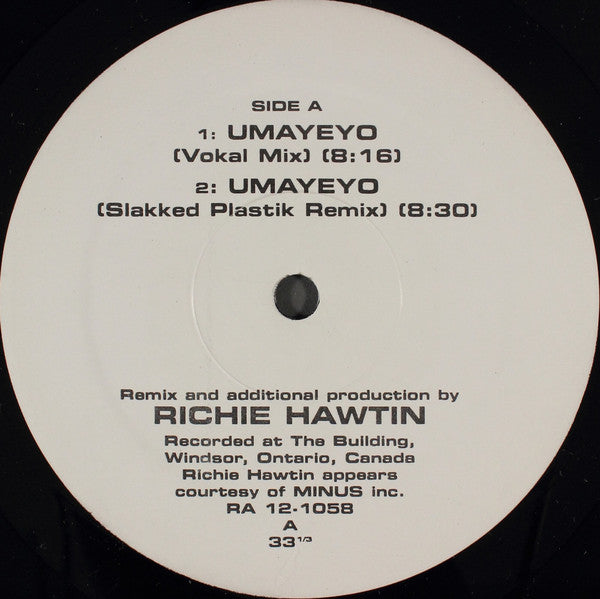 SIDE A
1: UMAYEYO
(Vokal Mix) (8:16)
2: UMAYEYO
(Slakked Plastik Remix) (8:30)
Remix and additional production by
RICHIE HAWTIN
Recorded at The Building,
Windsor, Ontario, Canada
Richie Hawtin appears
courtesy of MINUS inc.
RA 12-1058
A
33 1/3